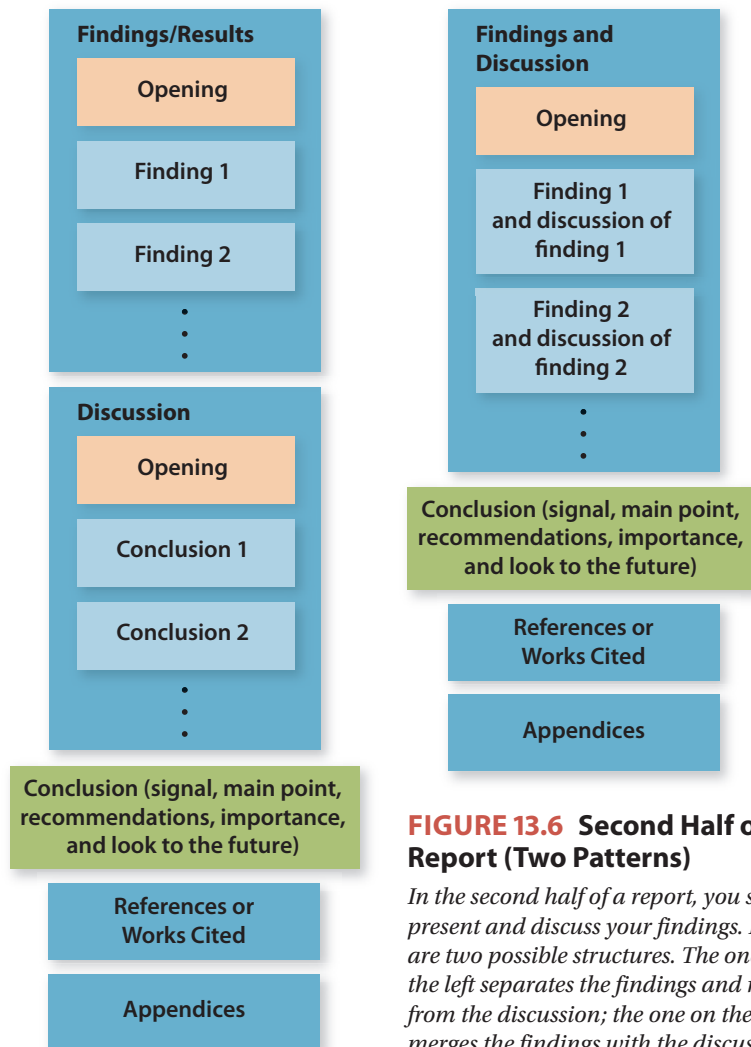 Findings/Results
Opening
Finding 1
Finding 2
Discussion
Opening
Conclusion 1
Conclusion 2
Conclusion (signal, main point,
recommendations, importance,
and look to the future)
References or
Works Cited
Appendices
Findings and
Discussion
Opening
Finding 1
and discussion of
finding 1
Finding 2
and discussion of
finding 2
Conclusion (signal, main point,
recommendations, importance,
and look to the future)
References or
Works Cited
Appendices
FIGURE 13.6 Second Half
Report (Two Patterns)
In the second half of a report, you
present and discuss your findings.
are two possible structures. The
the left separates the findings and
from the discussion; the one on the
merges the findings with the